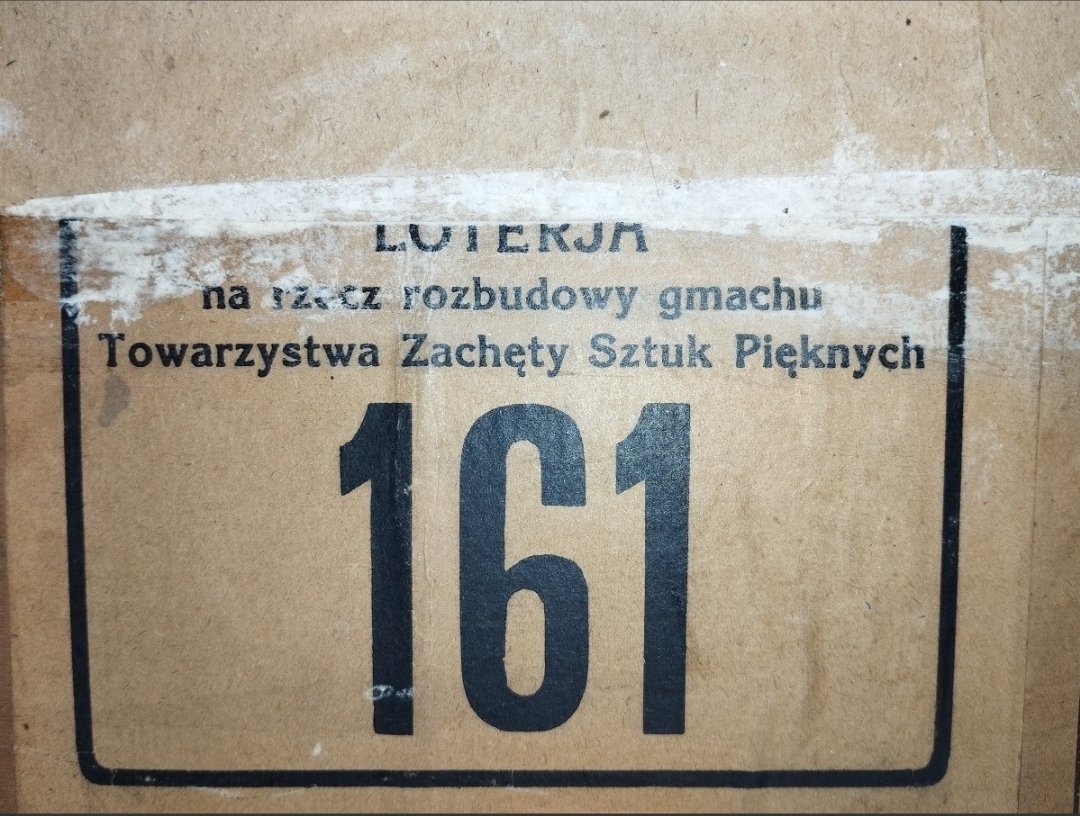 LOTERJA
na rzecz rozbudowy gmachu
Towarzystwa Zachęty Sztuk Pięknych
161